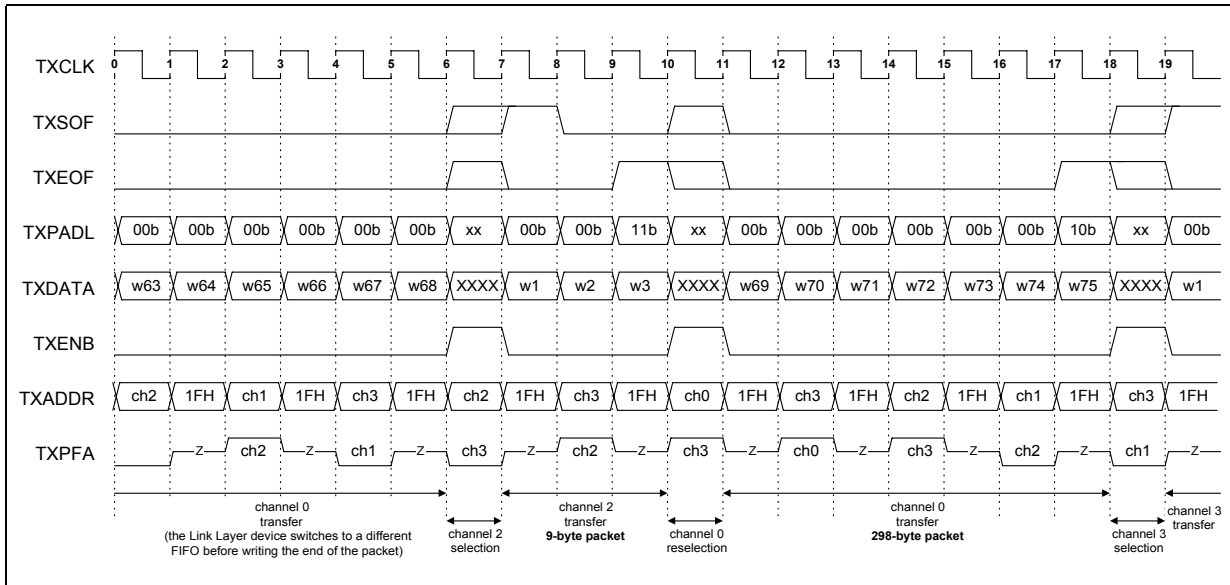 TXCLK 0 1 2 3 4 5 6 7 8 9 10 11 12 13 14 15 16 17 18 19
TXSOF
TXEOF
TXPADL 00b 00b 00b 00b 00b 00b xx 00b 00b 11b xx 00b 00b 00b 00b 00b 00b 10b xx 00b
TXDATA w63 w64 w65 w66 w67 w68 XXXX w1 w2 w3 XXXX w69 w70 w71 w72 w73 w74 w75 XXXX w1
TXENB
TXADDR ch2 1FH ch1 1FH ch3 1FH ch2 1FH ch3 1FH ch0 1FH ch3 1FH ch2 1FH ch1 1FH ch3 1FH
TXPFA Z ch2 Z ch1 Z ch3 Z ch2 Z ch3 Z ch0 Z ch3 Z ch2 Z ch1 Z
channel 0
transfer
(the Link Layer device switches to a different
FIFO before writing the end of the packet)
channel 2
selection
channel 2
transfer
9-byte packet
channel 0
reselection
channel 0
transfer
298-byte packet
channel 3
selection
channel 3
transfer